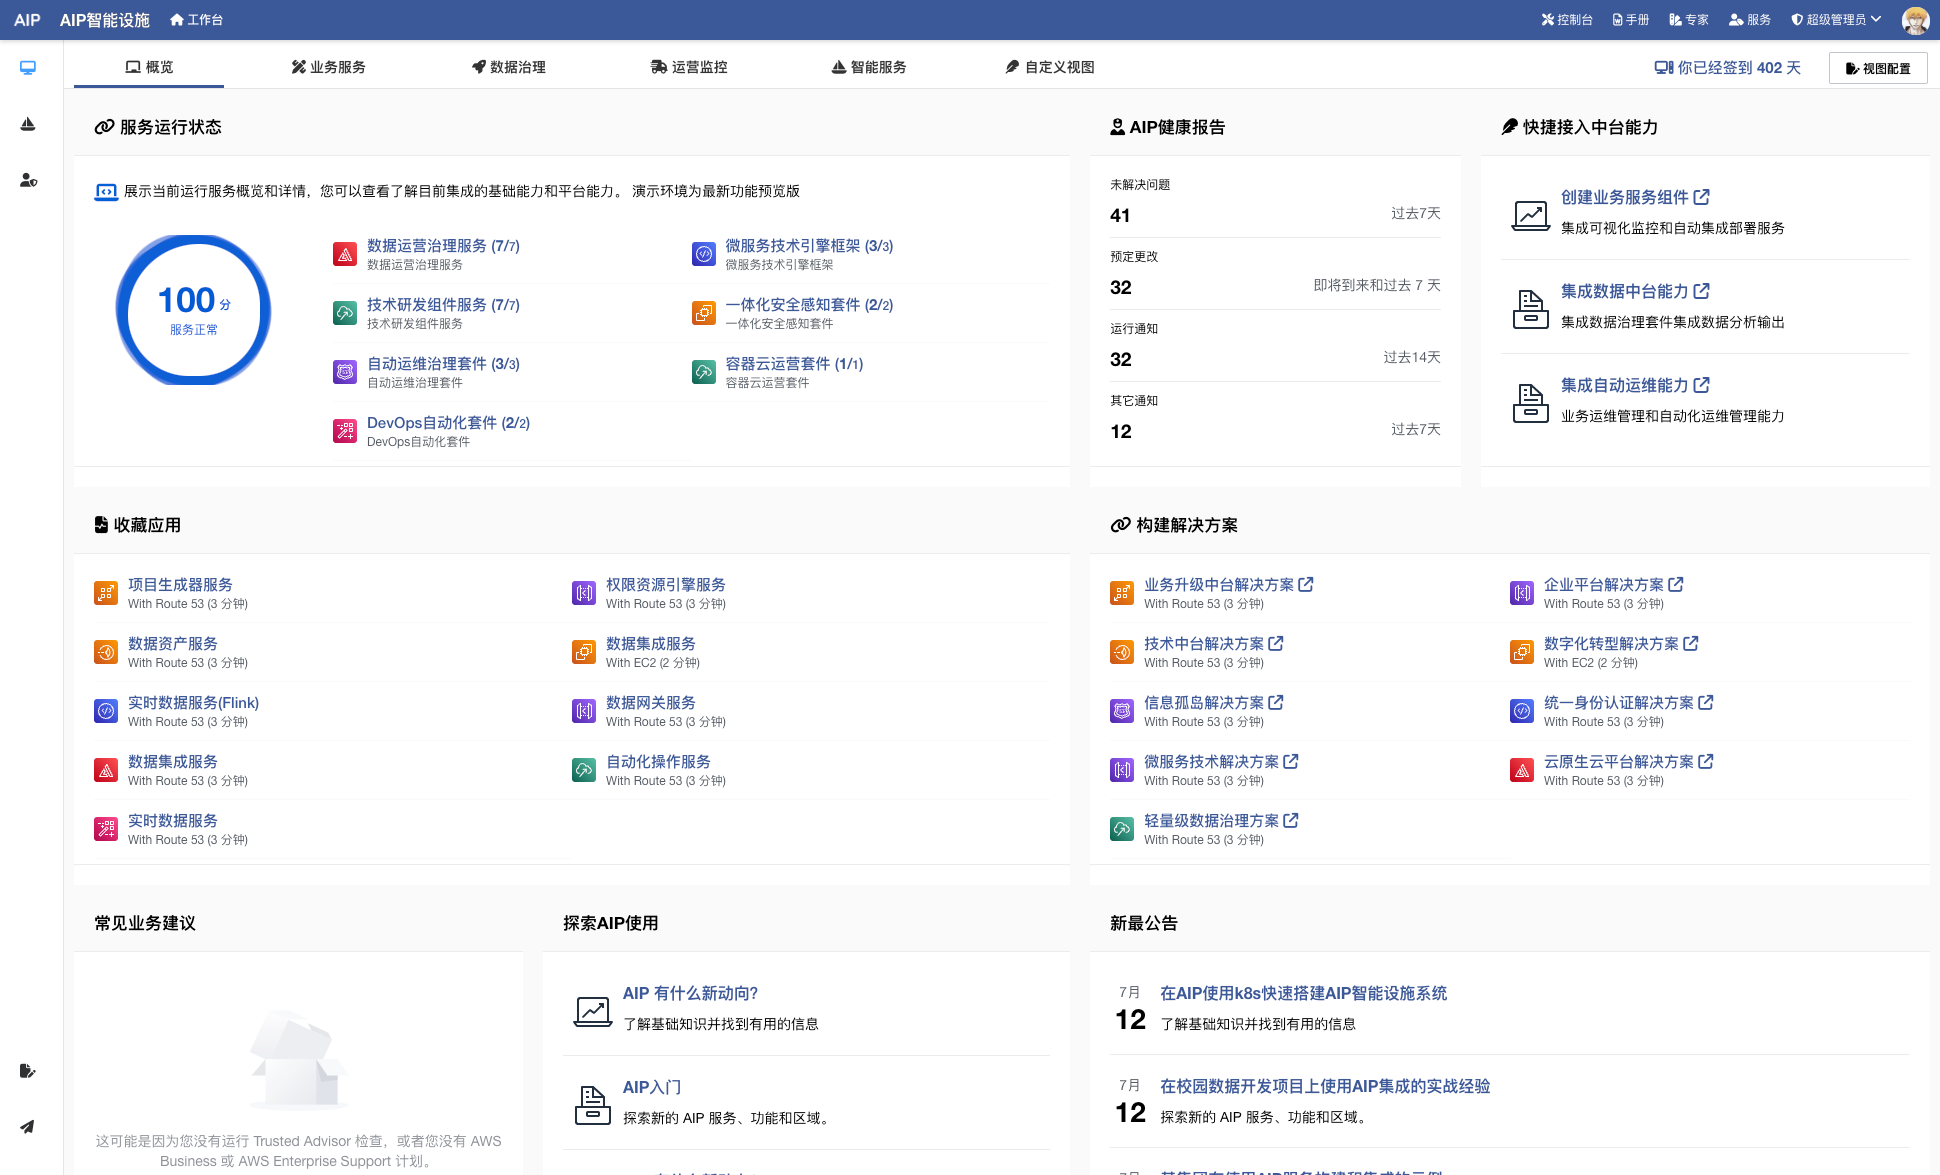 AIP AIP智能设施 工作台 控制台 手册 专家 服务 超级管理员
概览 业务服务 数据治理 运营监控 智能服务 自定义视图 你已经签到 402 天 视图配置
服务运行状态
展示当前运行服务概览和详情，您可以查看了解目前集成的基础能力和平台能力。 演示环境为最新功能预览版
100 分
服务正常
数据运营治理服务 (7/7)
数据运营治理服务
微服务技术引擎框架 (3/3)
微服务技术引擎框架
技术研发组件服务 (7/7)
技术研发组件服务
一体化安全感知套件 (2/2)
一体化安全感知套件
自动运维治理套件 (3/3)
自动运维治理套件
容器云运营套件 (1/1)
容器云运营套件
DevOps自动化套件 (2/2)
DevOps自动化套件
AIP健康报告
未解决问题
41 过去7天
预定更改
32 即将到来和过去 7 天
运行通知
32 过去14天
其它通知
12 过去7天
快捷接入中台能力
创建业务服务组件
集成可视化监控和自动集成部署服务
集成数据中台能力
集成数据治理套件集成数据分析输出
集成自动运维能力
业务运维管理和自动化运维管理能力
收藏应用
项目生成器服务
With Route 53 (3 分钟)
权限资源引擎服务
With Route 53 (3 分钟)
数据资产服务
With Route 53 (3 分钟)
数据集成服务
With EC2 (2 分钟)
实时数据服务(Flink)
With Route 53 (3 分钟)
数据网关服务
With Route 53 (3 分钟)
数据集成服务
With Route 53 (3 分钟)
自动化操作服务
With Route 53 (3 分钟)
实时数据服务
With Route 53 (3 分钟)
构建解决方案
业务升级中台解决方案
With Route 53 (3 分钟)
企业平台解决方案
With Route 53 (3 分钟)
技术中台解决方案
With Route 53 (3 分钟)
数字化转型解决方案
With EC2 (2 分钟)
信息孤岛解决方案
With Route 53 (3 分钟)
统一身份认证解决方案
With Route 53 (3 分钟)
微服务技术解决方案
With Route 53 (3 分钟)
云原生云平台解决方案
With Route 53 (3 分钟)
轻量级数据治理方案
With Route 53 (3 分钟)
常见业务建议
这可能是因为您没有运行 Trusted Advisor 检查，或者您没有 AWS
Business 或 AWS Enterprise Support 计划。
探索AIP使用
AIP 有什么新动向?
了解基础知识并找到有用的信息
AIP入门
探索新的 AIP 服务、功能和区域。
新最公告
7月
12
在AIP使用k8s快速搭建AIP智能设施系统
了解基础知识并找到有用的信息
7月
12
在校园数据开发项目上使用AIP集成的实战经验
探索新的 AIP 服务、功能和区域。